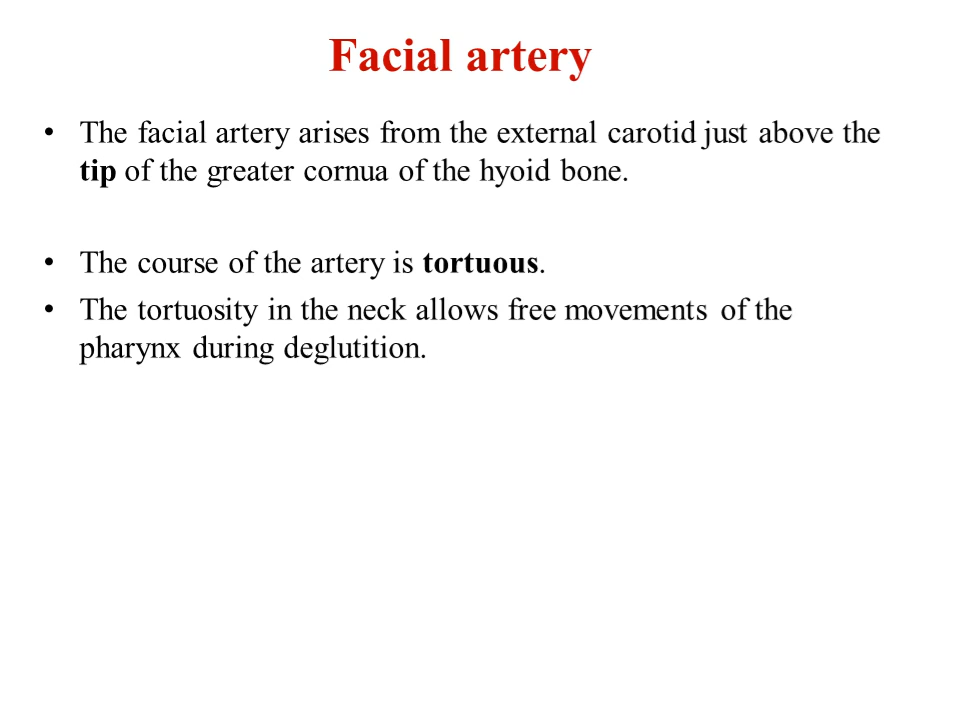 Facial artery
• The facial artery arises from the external carotid just above the
tip of the greater cornua of the hyoid bone.
• The course of the artery is tortuous.
• The tortuosity in the neck allows free movements of the
pharynx during deglutition.